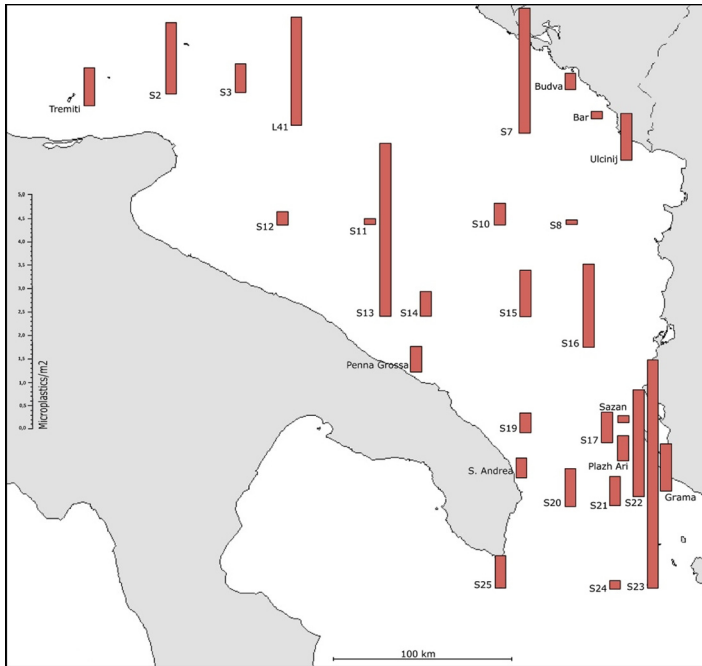 Budva
S2
S3
Tremiti
Bar
L41
S7
Ulcinij
5,0
4,5
4,0
3,5
3,0
2,5
2,0
1,5
1,0
0,5
0,0
Microplastics/m2
S12
S11
S10
S8
S13
S14
S15
S16
Penna Grossa
Sazan
S19
S17
Plazh Ari
S. Andrea
S20
S21
S22
Grama
S25
S24
S23
100 km